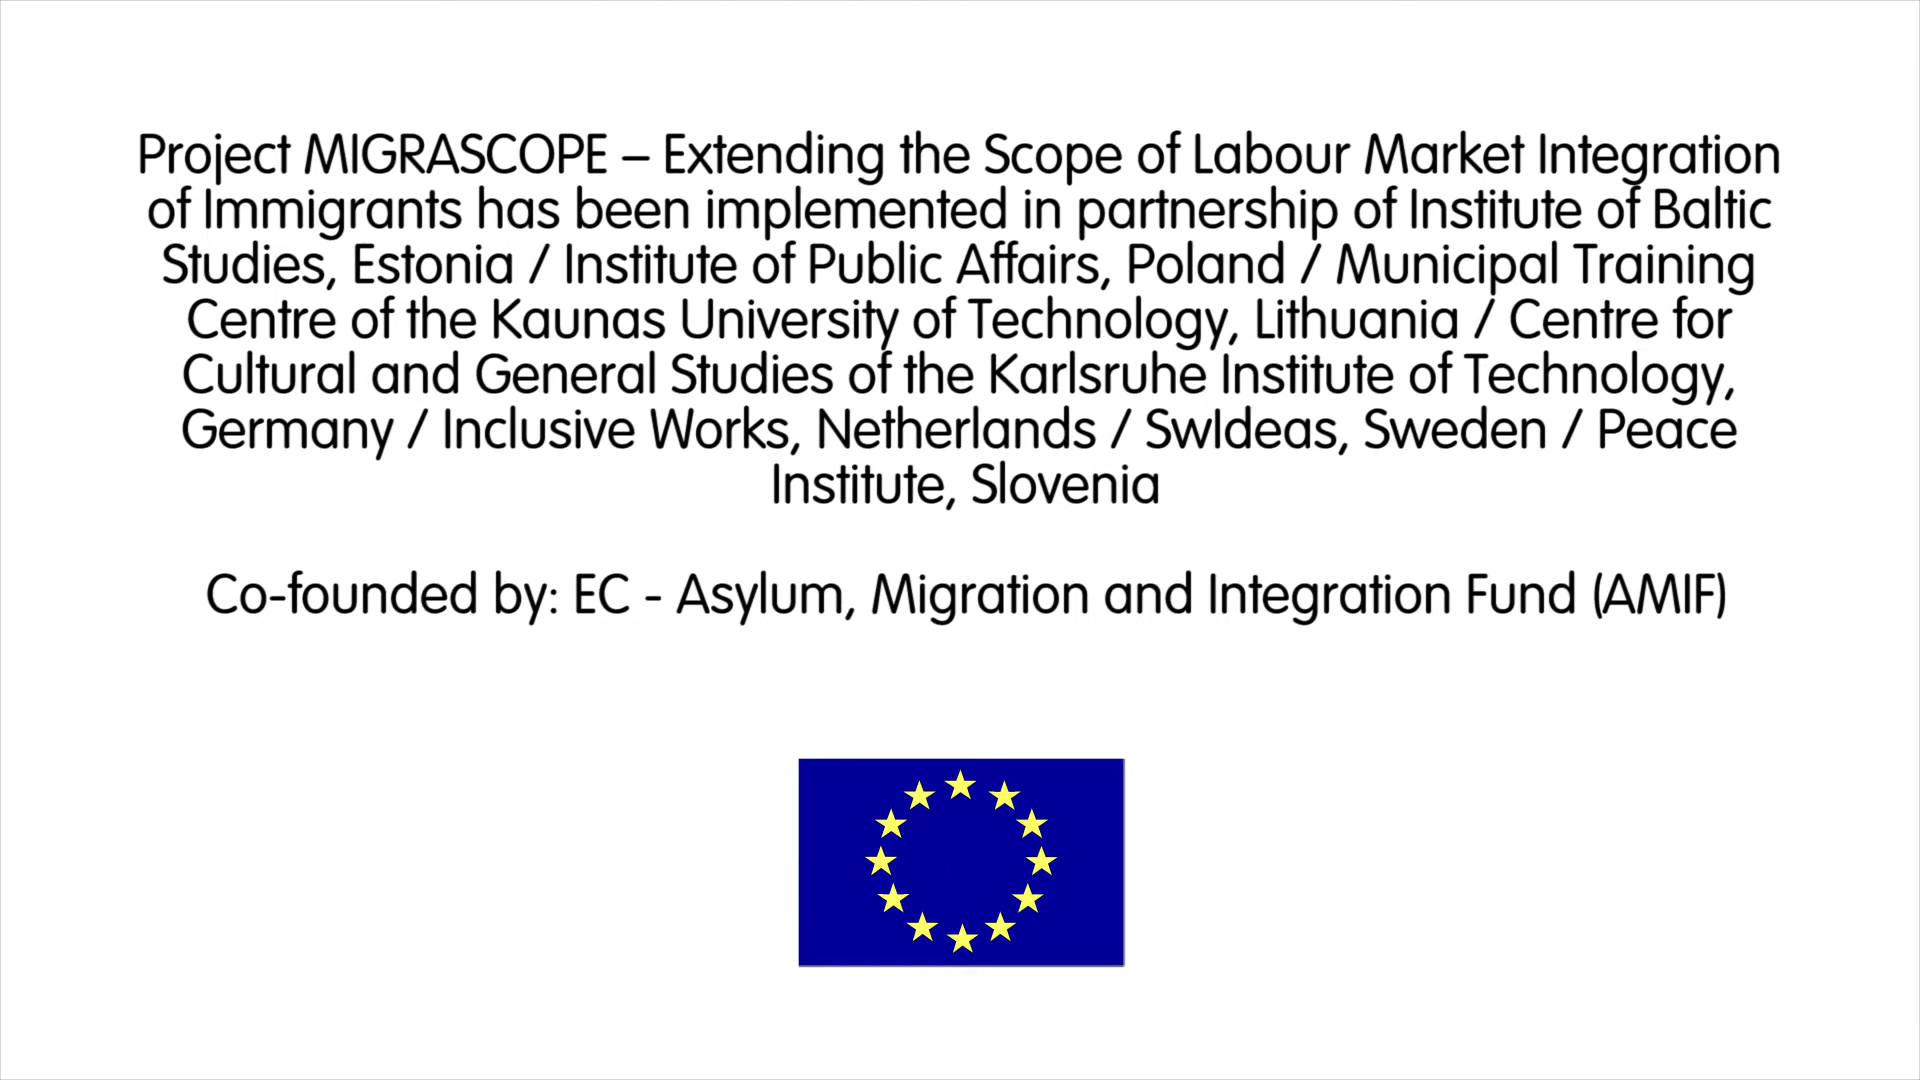 Project MIGRASCOPE – Extending the Scope of Labour Market Integration
of Immigrants has been implemented in partnership of Institute of Baltic
Studies, Estonia / Institute of Public Affairs, Poland / Municipal Training
Centre of the Kaunas University of Technology, Lithuania / Centre for
Cultural and General Studies of the Karlsruhe Institute of Technology,
Germany / Inclusive Works, Netherlands / SwIdeas, Sweden / Peace
Institute, Slovenia
Co-founded by: EC - Asylum, Migration and Integration Fund (AMIF)